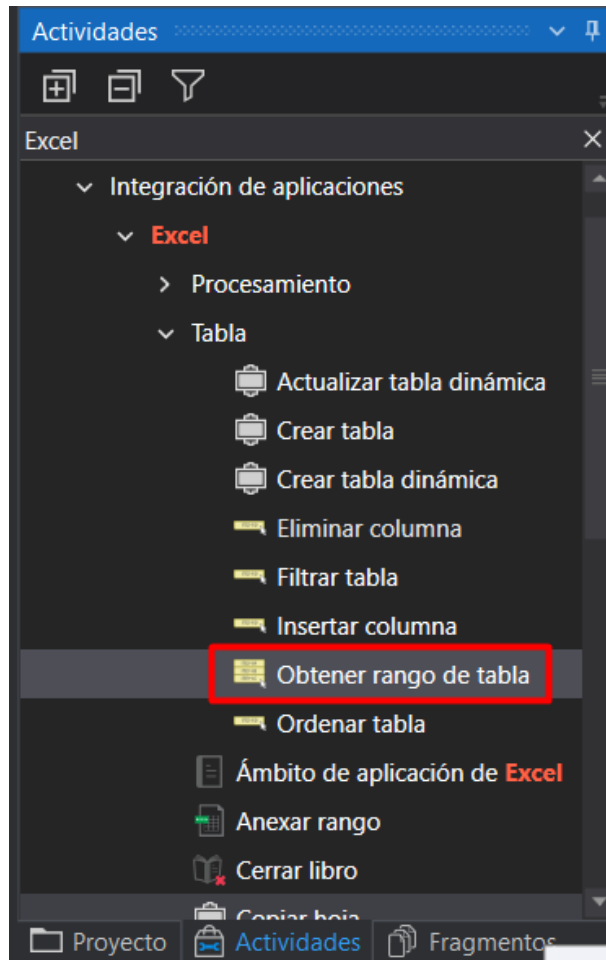 Actividades
Excel
Integración de aplicaciones
Excel
Procesamiento
Tabla
Actualizar tabla dinámica
Crear tabla
Crear tabla dinámica
Eliminar columna
Filtrar tabla
Insertar columna
Obtener rango de tabla
Ordenar tabla
Ámbito de aplicación de Excel
Anexar rango
Cerrar libro
Copiar hoja
Proyecto Actividades Fragmentos